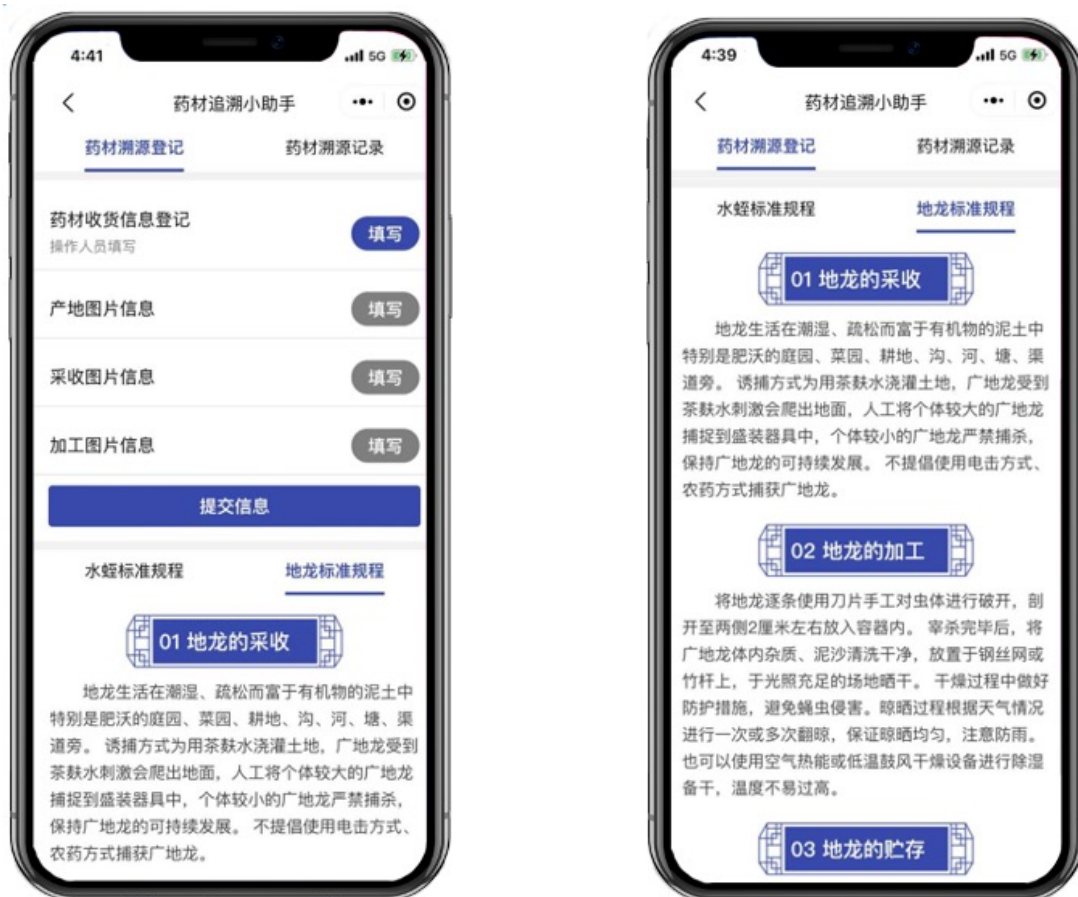 4:41
5G
药材追溯小助手
药材溯源登记
药材溯源记录
药材收货信息登记
操作人员填写
填写
产地图片信息
填写
采收图片信息
填写
加工图片信息
填写
提交信息
水蛭标准规程
地龙标准规程
01 地龙的采收
地龙生活在潮湿、疏松而富于有机物的泥土中
特别是肥沃的庭园、菜园、耕地、沟、河、塘、渠
道旁。 诱捕方式为用茶麸水浇灌土地，广地龙受到
茶麸水刺激会爬出地面，人工将个体较大的广地龙
捕捉到盛装器具中，个体较小的广地龙严禁捕杀，
保持广地龙的可持续发展。 不提倡使用电击方式、
农药方式捕获广地龙。
4:39
5G
药材追溯小助手
药材溯源登记
药材溯源记录
水蛭标准规程
地龙标准规程
01 地龙的采收
地龙生活在潮湿、疏松而富于有机物的泥土中
特别是肥沃的庭园、菜园、耕地、沟、河、塘、渠
道旁。 诱捕方式为用茶麸水浇灌土地，广地龙受到
茶麸水刺激会爬出地面，人工将个体较大的广地龙
捕捉到盛装器具中，个体较小的广地龙严禁捕杀，
保持广地龙的可持续发展。 不提倡使用电击方式、
农药方式捕获广地龙。
02 地龙的加工
将地龙逐条使用刀片手工对虫体进行破开，剖
开至两侧2厘米左右放入容器内。 宰杀完毕后，将
广地龙体内杂质、泥沙清洗干净，放置于钢丝网或
竹杆上，于光照充足的场地晒干。 干燥过程中做好
防护措施，避免蝇虫侵害。晾晒过程根据天气情况
进行一次或多次翻晾，保证晾晒均匀，注意防雨。
也可以使用空气热能或低温鼓风干燥设备进行除湿
备干，温度不易过高。
03 地龙的贮存